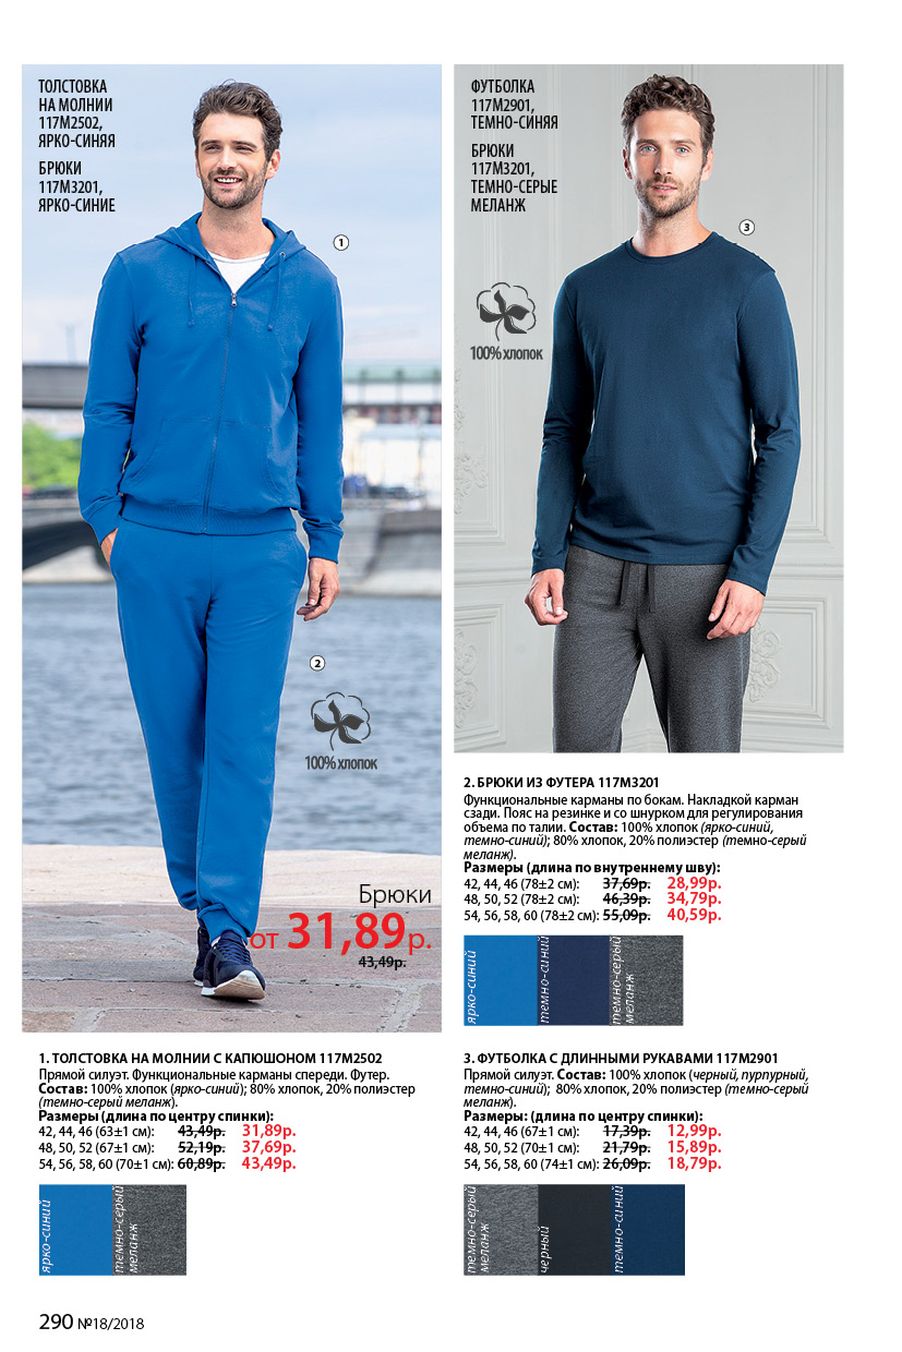 ТОЛСТОВКА
НА МОЛНИИ
117М2502,
ЯРКО-СИНЯЯ
БРЮКИ
117М3201,
ЯРКО-СИНИЕ
1
2
100% хлопок
Брюки
от 31,89р.
43,49р.
ФУТБОЛКА
117М2901,
ТЕМНО-СИНЯЯ
БРЮКИ
117М3201,
ТЕМНО-СЕРЫЕ
МЕЛАНЖ
3
100% хлопок
2. БРЮКИ ИЗ ФУТЕРА 117М3201
Функциональные карманы по бокам. Накладкой карман
сзади. Пояс на резинке и со шнурком для регулирования
объема по талии. Состав: 100% хлопок (ярко-синий,
темно-синий); 80% хлопок, 20% полиэстер (темно-серый
меланж).
Размеры (длина по внутреннему шву):
42, 44, 46 (78±2 см): 37,69р. 28,99р.
48, 50, 52 (78±2 см): 46,39р. 34,79р.
54, 56, 58, 60 (78±2 см): 55,09р. 40,59р.
ярко-синий
темно-синий
темно-серый
меланж
1. ТОЛСТОВКА НА МОЛНИИ С КАПЮШОНОМ 117М2502
Прямой силуэт. Функциональные карманы спереди. Футер.
Состав: 100% хлопок (ярко-синий); 80% хлопок, 20% полиэстер
(темно-серый меланж).
Размеры (длина по центру спинки):
42, 44, 46 (63±1 см): 43,49р. 31,89р.
48, 50, 52 (67±1 см): 52,19р. 37,69р.
54, 56, 58, 60 (70±1 см): 60,89р. 43,49р.
ярко-синий
темно-серый
меланж
3. ФУТБОЛКА С ДЛИННЫМИ РУКАВАМИ 117М2901
Прямой силуэт. Состав: 100% хлопок (черный, пурпурный,
темно-синий); 80% хлопок, 20% полиэстер (темно-серый
меланж).
Размеры: (длина по центру спинки):
42, 44, 46 (67±1 см): 17,39р. 12,99р.
48, 50, 52 (70±1 см): 21,79р. 15,89р.
54, 56, 58, 60 (74±1 см): 26,09р. 18,79р.
темно-серый
меланж
черный
темно-синий
290 №18/2018